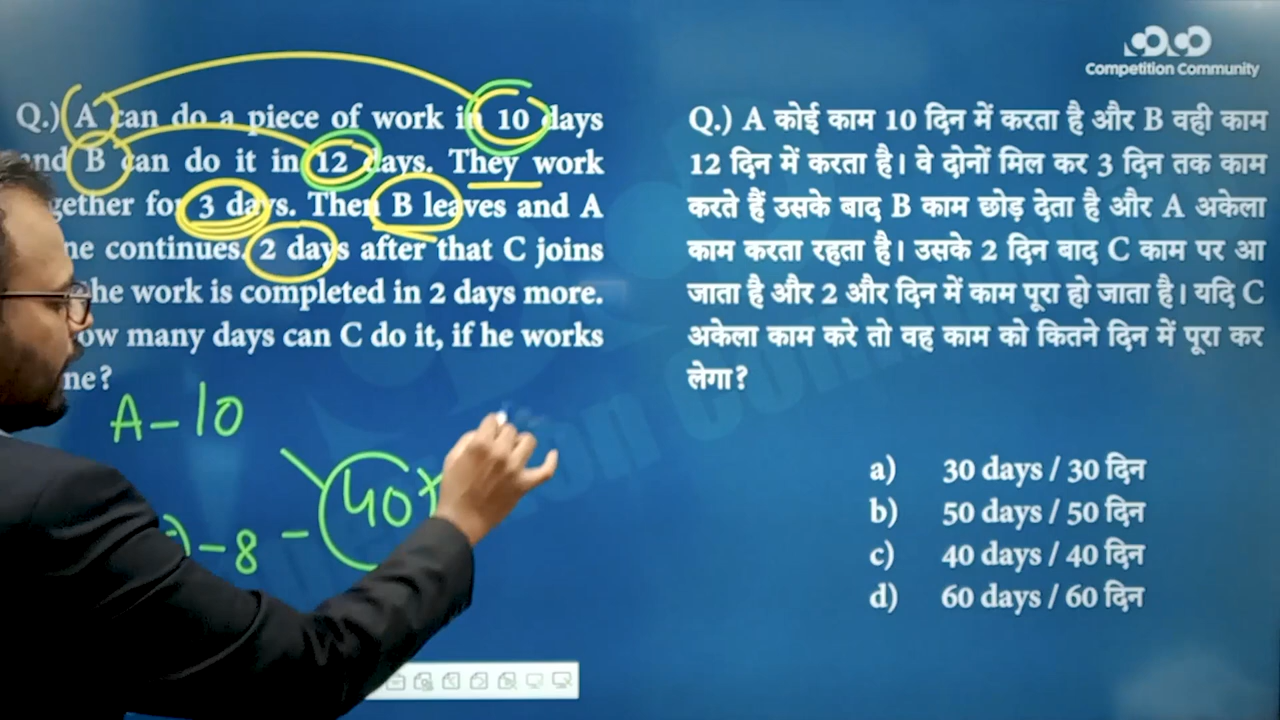 Competition Community
Q.) A can do a piece of work in 10 days
B can do it in 12 days. They work
for 3 days. Then B leaves and A
continues. 2 days after that C joins
the work is completed in 2 days more.
many days can C do it, if he works
Q.) A कोई काम 10 दिन में करता है और B वही काम
12 दिन में करता है। वे दोनों मिल कर 3 दिन तक काम
करते हैं उसके बाद B काम छोड़ देता है और A अकेला
काम करता रहता है। उसके 2 दिन बाद C काम पर आ
जाता है और 2 और दिन में काम पूरा हो जाता है। यदि C
अकेला काम करे तो वह काम को कितने दिन में पूरा कर
लेगा?
A – 10
– 8 – 40
a) 30 days / 30 दिन
b) 50 days / 50 दिन
c) 40 days / 40 दिन
d) 60 days / 60 दिन